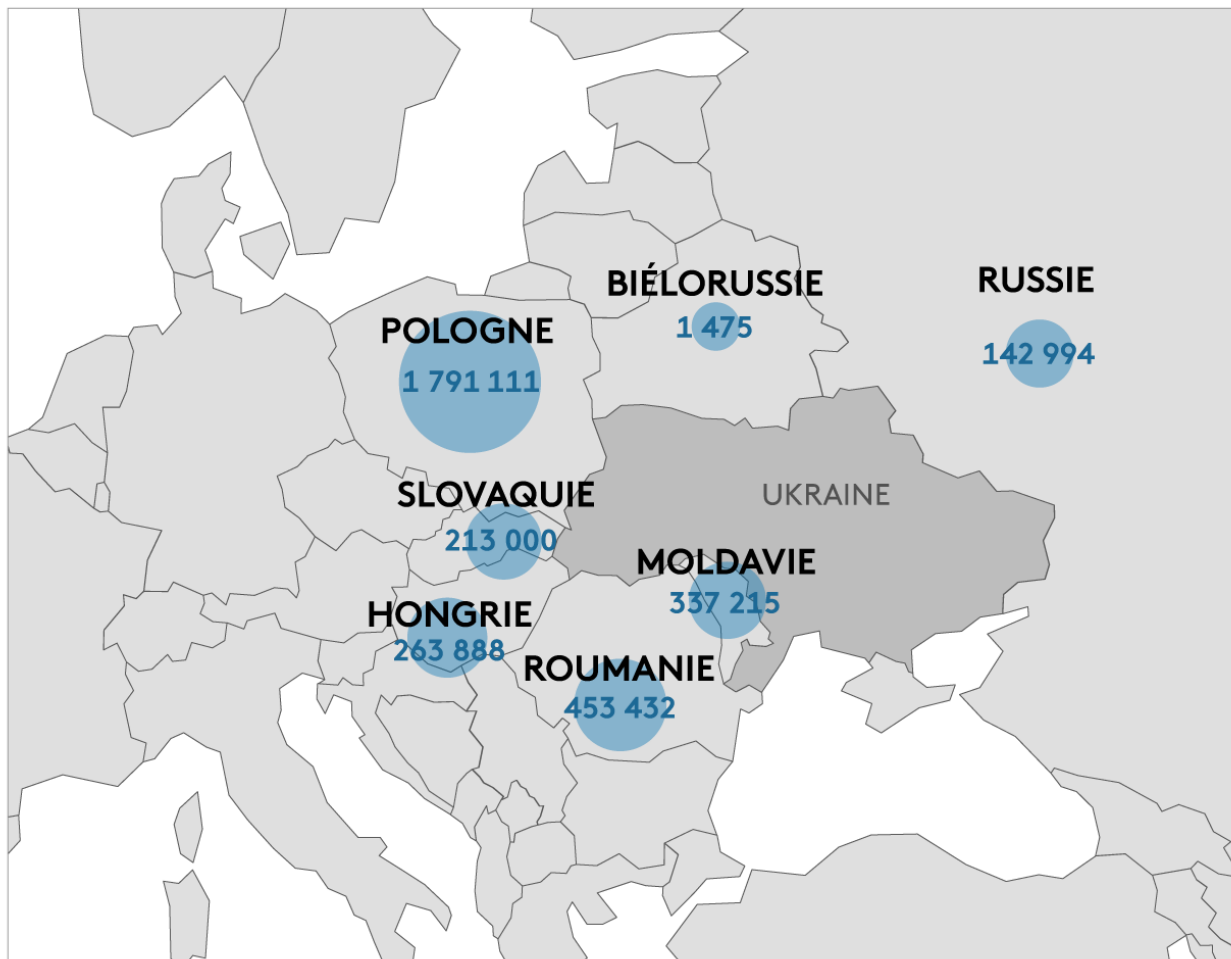 BIÉLORUSSIE
1 475
RUSSIE
142 994
POLOGNE
1 791 111
UKRAINE
SLOVAQUIE
213 000
MOLDAVIE
337 215
HONGRIE
263 888
ROUMANIE
453 432